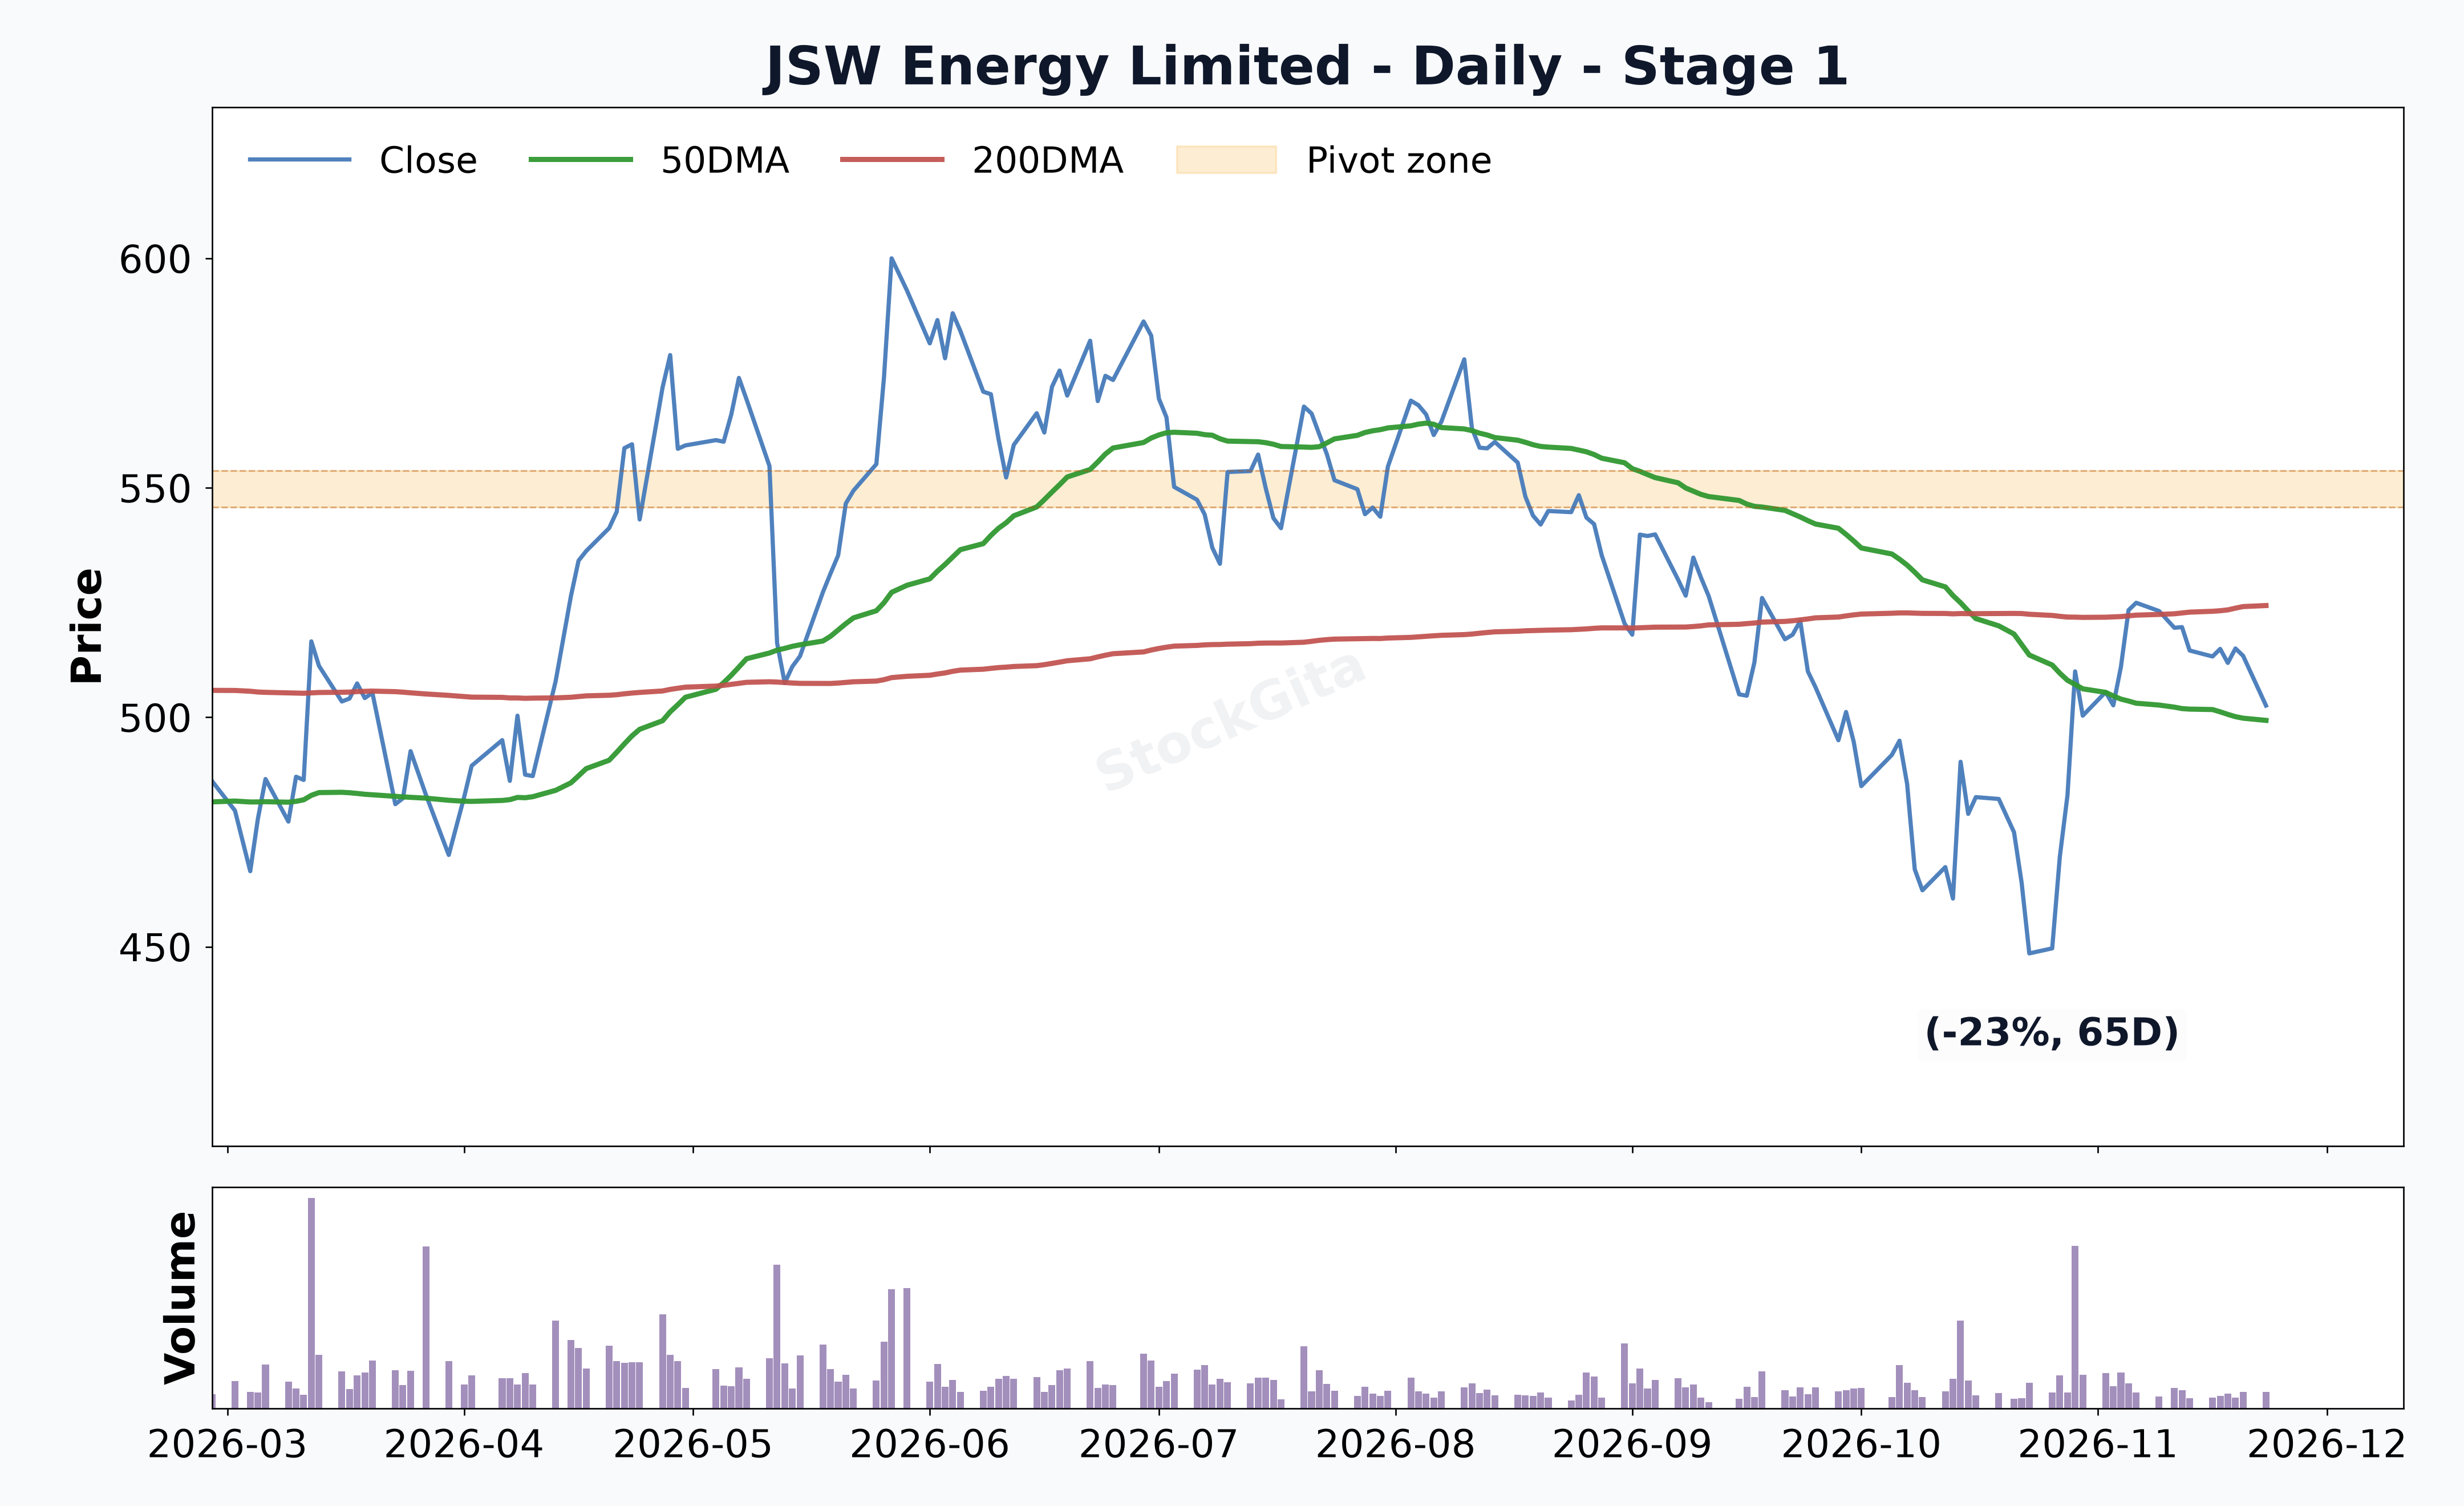 JSW Energy Limited - Daily - Stage 1
Close 50DMA 200DMA Pivot zone
600
550
500
450
Price
StockGita
(-23%, 65D)
Volume
2026-03 2026-04 2026-05 2026-06 2026-07 2026-08 2026-09 2026-10 2026-11 2026-12